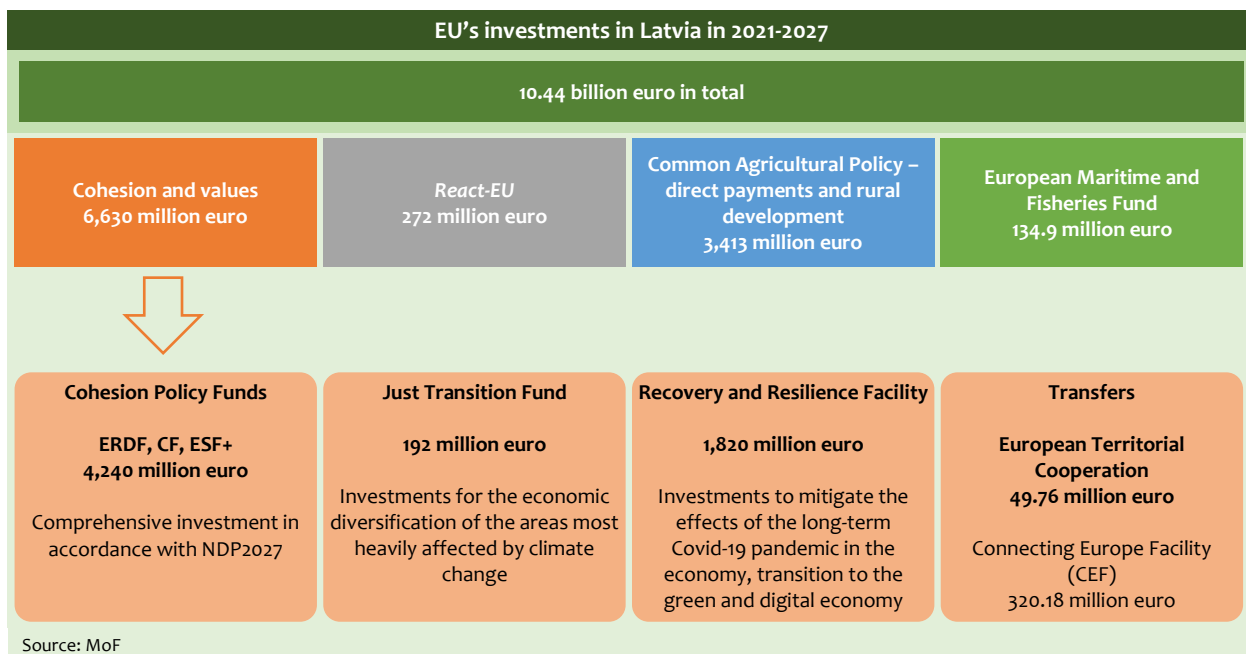 EU's investments in Latvia in 2021-2027
10.44 billion euro in total
Cohesion and values
6,630 million euro
React-EU
272 million euro
Common Agricultural Policy –
direct payments and rural
development
3,413 million euro
European Maritime and
Fisheries Fund
134.9 million euro
Cohesion Policy Funds
ERDF, CF, ESF+
4,240 million euro
Comprehensive investment in
accordance with NDP2027
Just Transition Fund
192 million euro
Investments for the economic
diversification of the areas most
heavily affected by climate
change
Recovery and Resilience Facility
1,820 million euro
Investments to mitigate the
effects of the long-term
Covid-19 pandemic in the
economy, transition to the
green and digital economy
Transfers
European Territorial
Cooperation
49.76 million euro
Connecting Europe Facility
(CEF)
320.18 million euro
Source: MoF